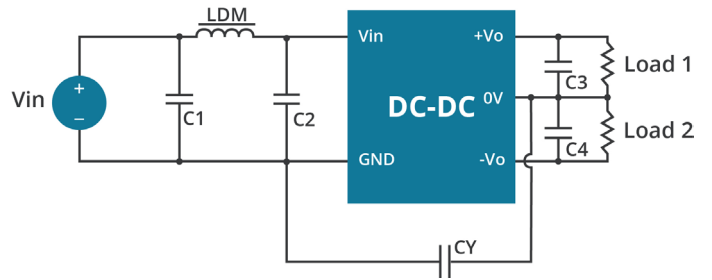 LDM
Vin
+
−
C1
C2
Vin
+Vo
DC-DC
0V
GND
-Vo
C3
C4
Load 1
Load 2
CY